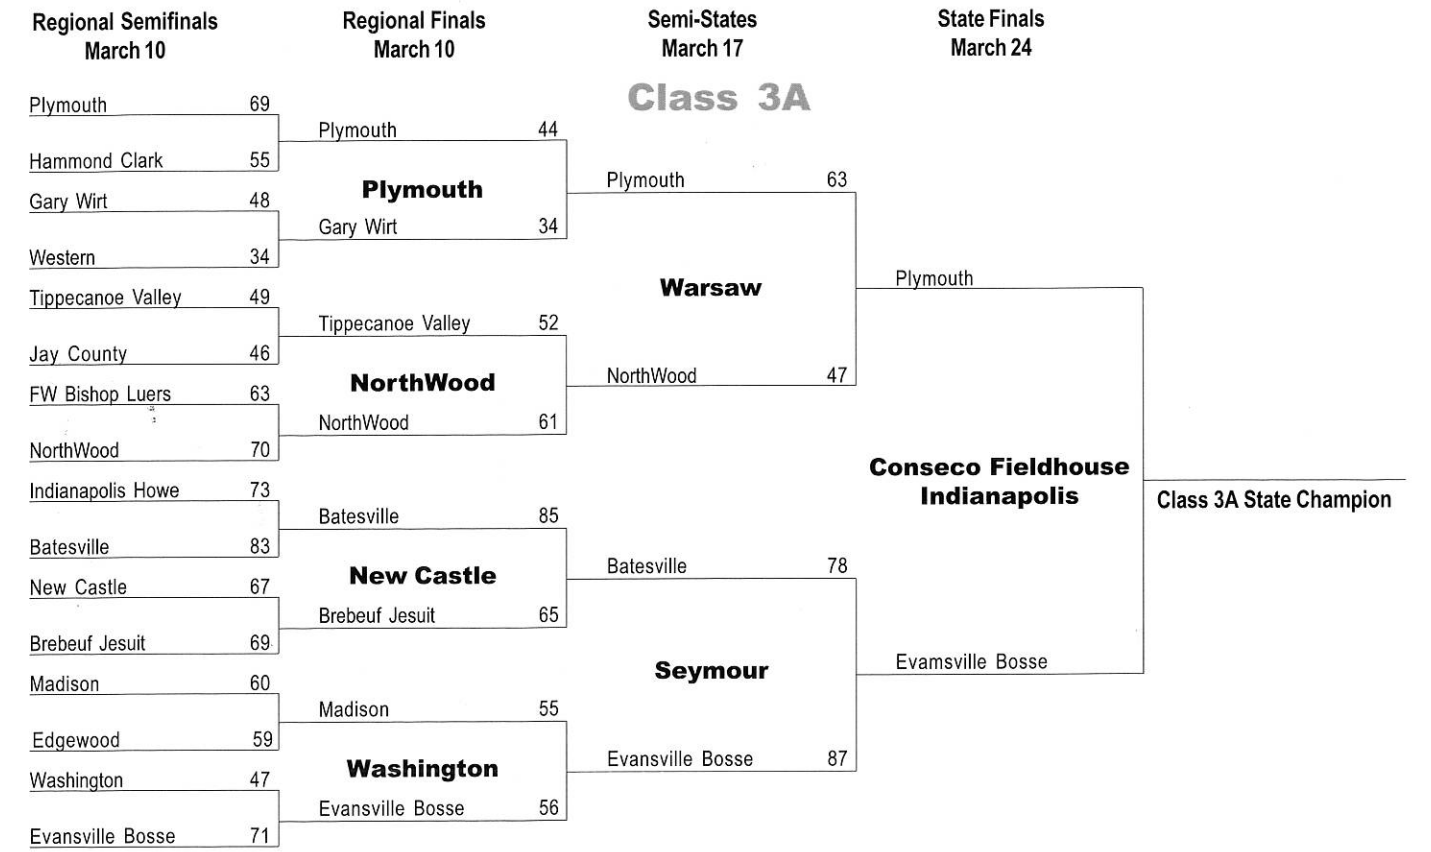 Regional Semifinals
March 10
Regional Finals
March 10
Semi-States
March 17
State Finals
March 24
Class 3A
Plymouth 69
Hammond Clark 55
Gary Wirt 48
Western 34
Tippecanoe Valley 49
Jay County 46
FW Bishop Luers 63
NorthWood 70
Indianapolis Howe 73
Batesville 83
New Castle 67
Brebeuf Jesuit 69
Madison 60
Edgewood 59
Washington 47
Evansville Bosse 71
Plymouth 44
Plymouth
Gary Wirt 34
Tippecanoe Valley 52
NorthWood
NorthWood 61
Batesville 85
New Castle
Brebeuf Jesuit 65
Madison 55
Washington
Evansville Bosse 56
Plymouth 63
Warsaw
NorthWood 47
Batesville 78
Seymour
Evansville Bosse 87
Plymouth
Conseco Fieldhouse
Indianapolis
Evamsville Bosse
Class 3A State Champion